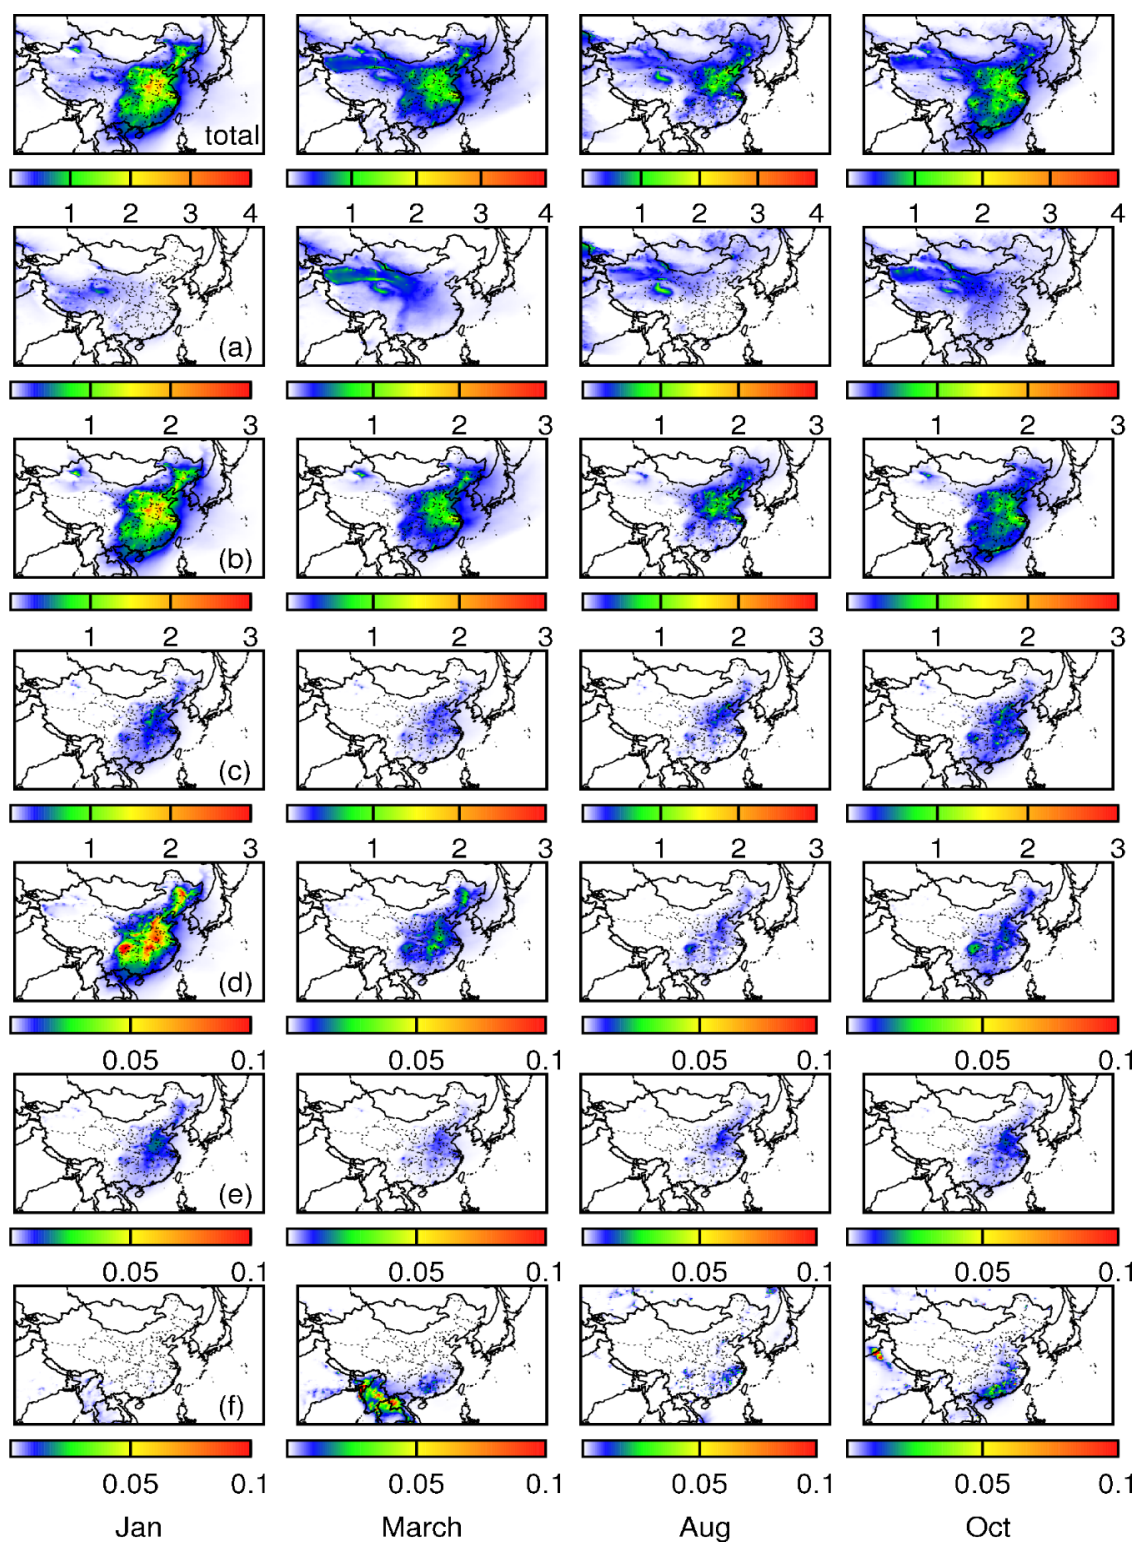 total
1 2 3 4 1 2 3 4 1 2 3 4 1 2 3 4
(a)
1 2 3 1 2 3 1 2 3 1 2 3
(b)
1 2 3 1 2 3 1 2 3 1 2 3
(c)
1 2 3 1 2 3 1 2 3 1 2 3
(d)
0.05 0.1 0.05 0.1 0.05 0.1 0.05 0.1
(e)
0.05 0.1 0.05 0.1 0.05 0.1 0.05 0.1
(f)
0.05 0.1 0.05 0.1 0.05 0.1 0.05 0.1
Jan March Aug Oct